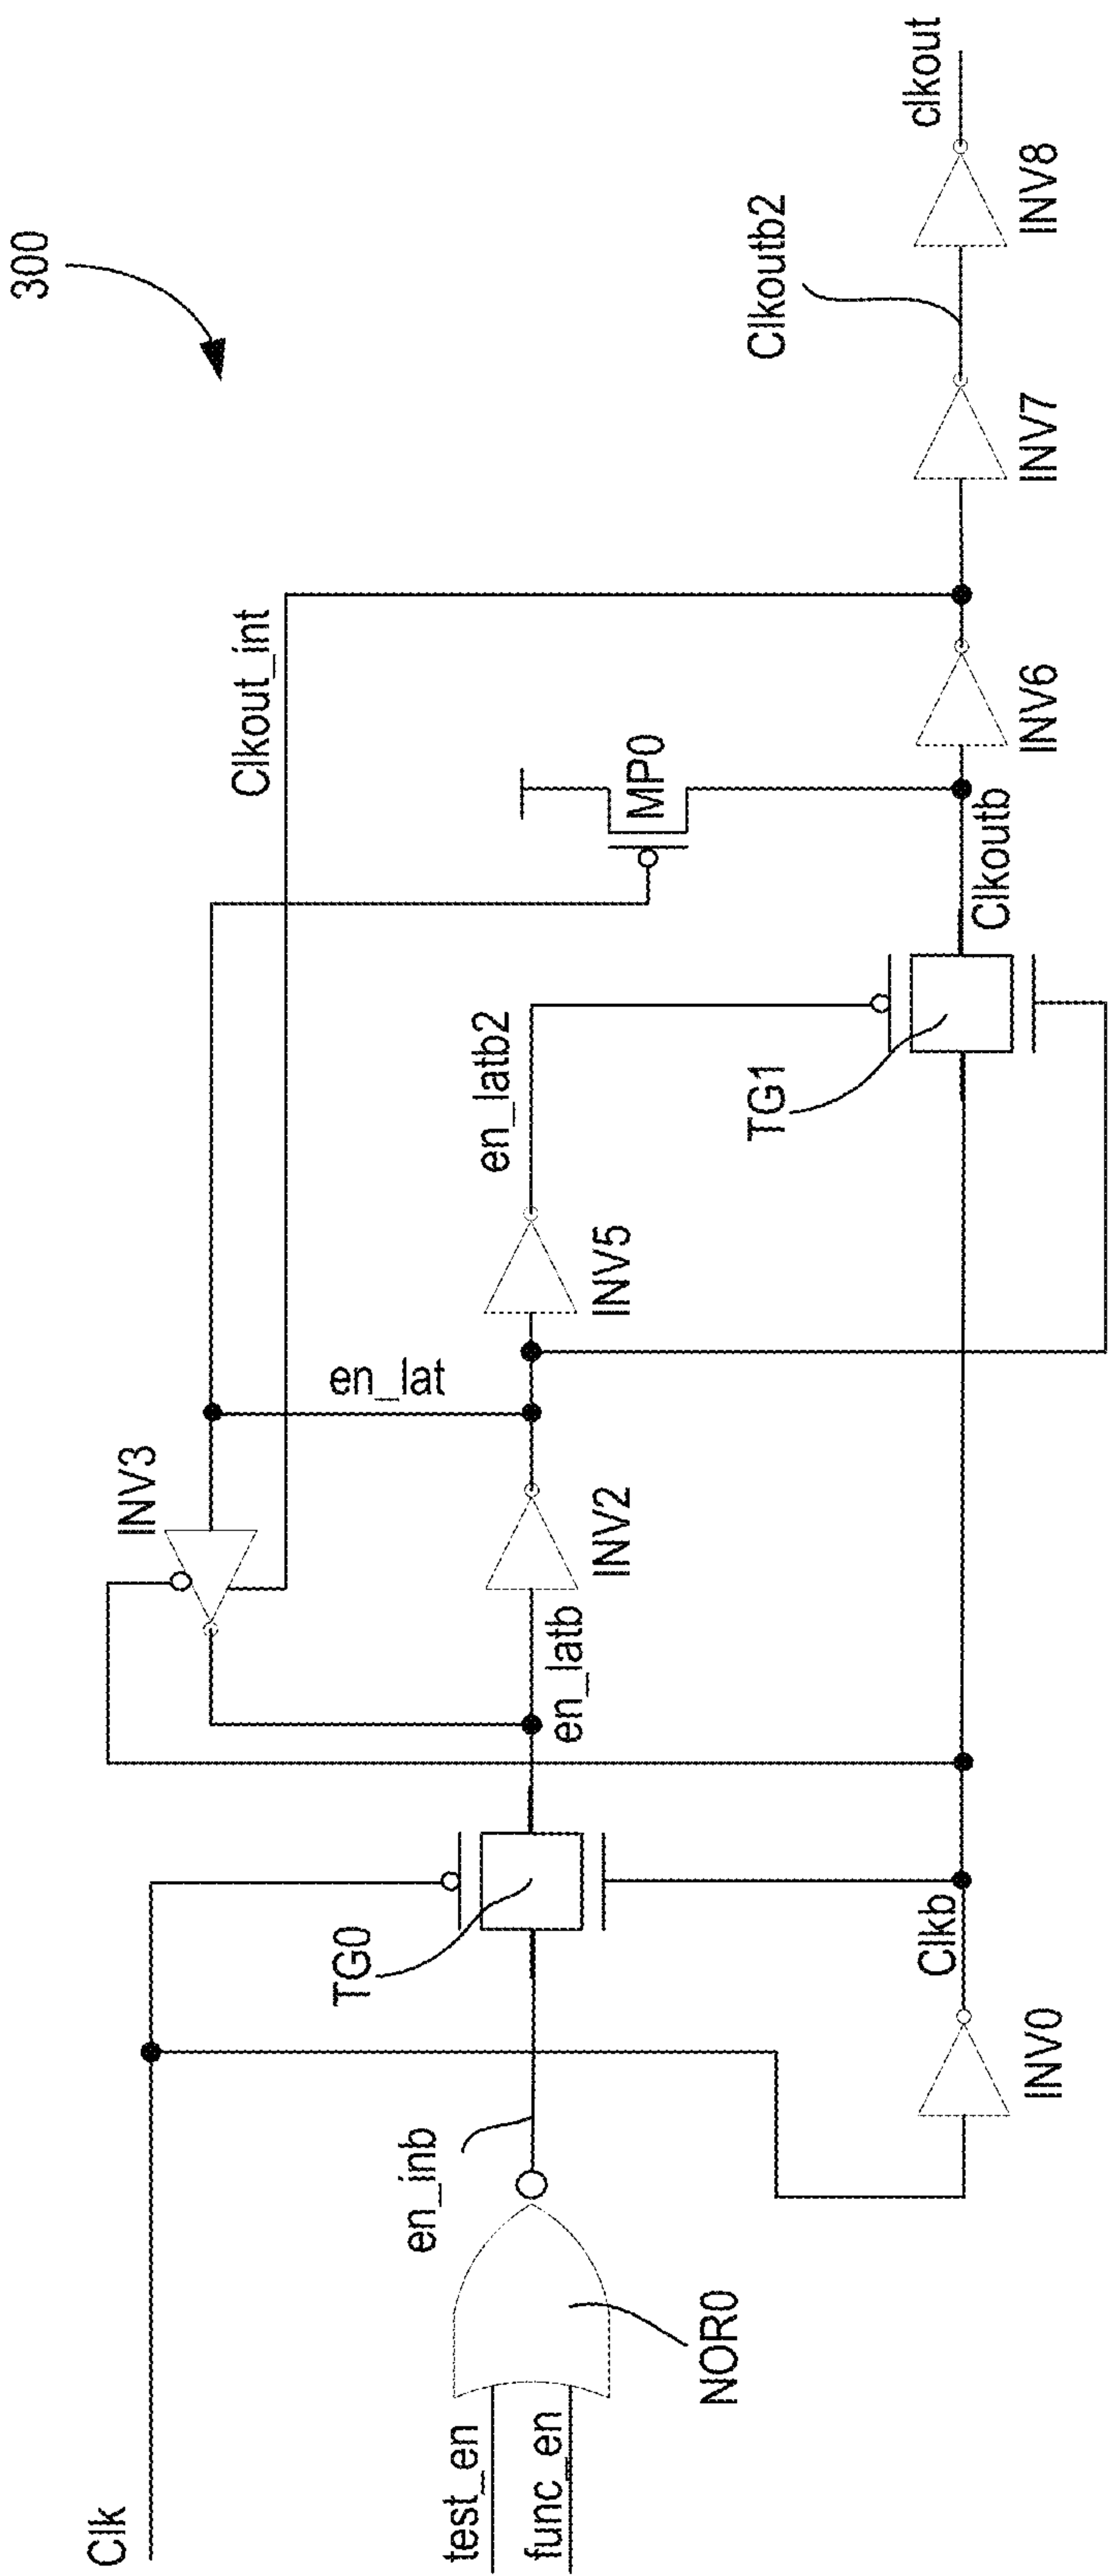 300
Clk
test_en
func_en
NOR0
en_inb
TG0
INV0
Clkb
en_latb
INV2
INV3
en_lat
INV5
en_latb2
TG1
Clkoutb
MP0
Clkout_int
INV6
INV7
Clkoutb2
INV8
clkout